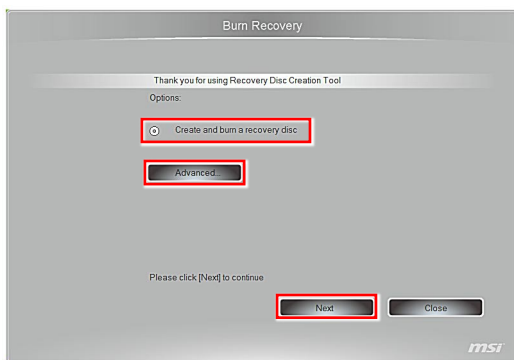 Burn Recovery
Thank you for using Recovery Disc Creation Tool
Options:
Create and burn a recovery disc
Advanced...
Please click [Next] to continue
Next Close
msi